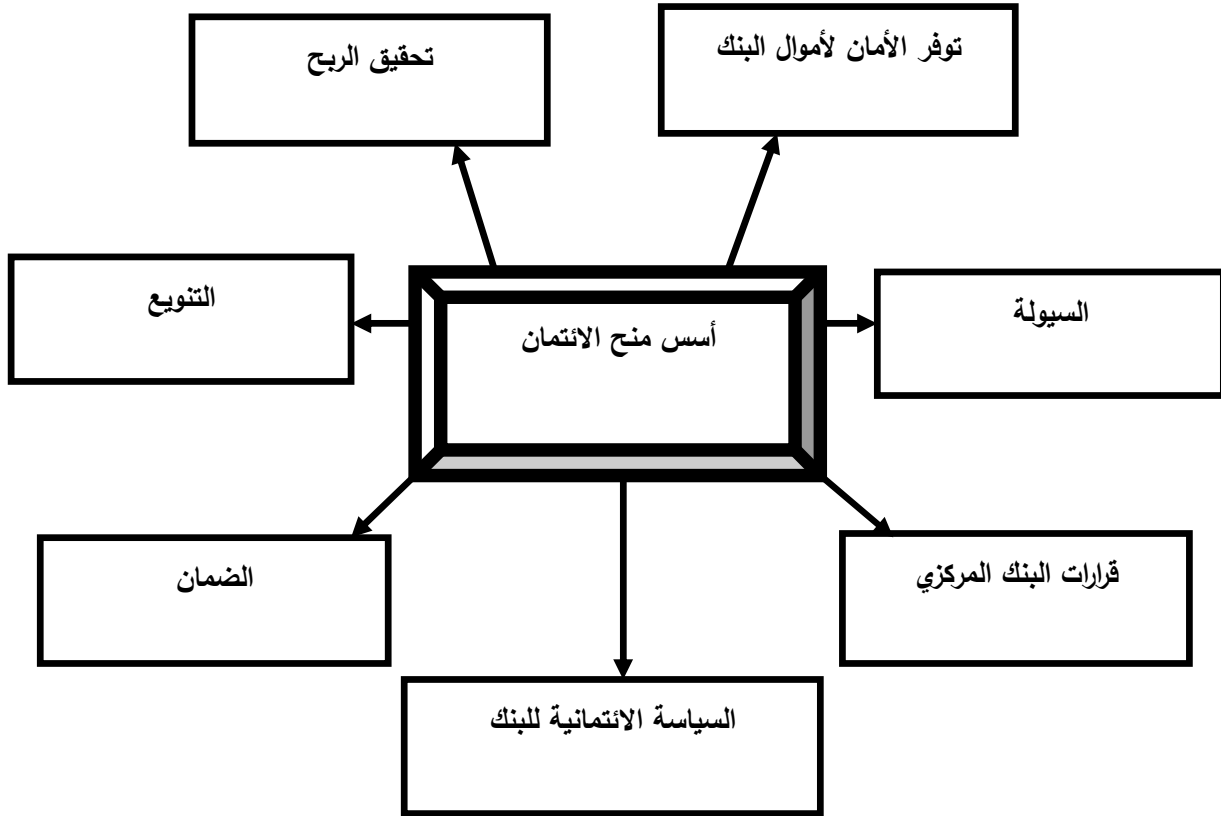 توفر الأمان لأموال البنك
تحقيق الربح
السيولة
أسس منح الائتمان
التنويع
قرارات البنك المركزي
الضمان
السياسة الائتمانية للبنك